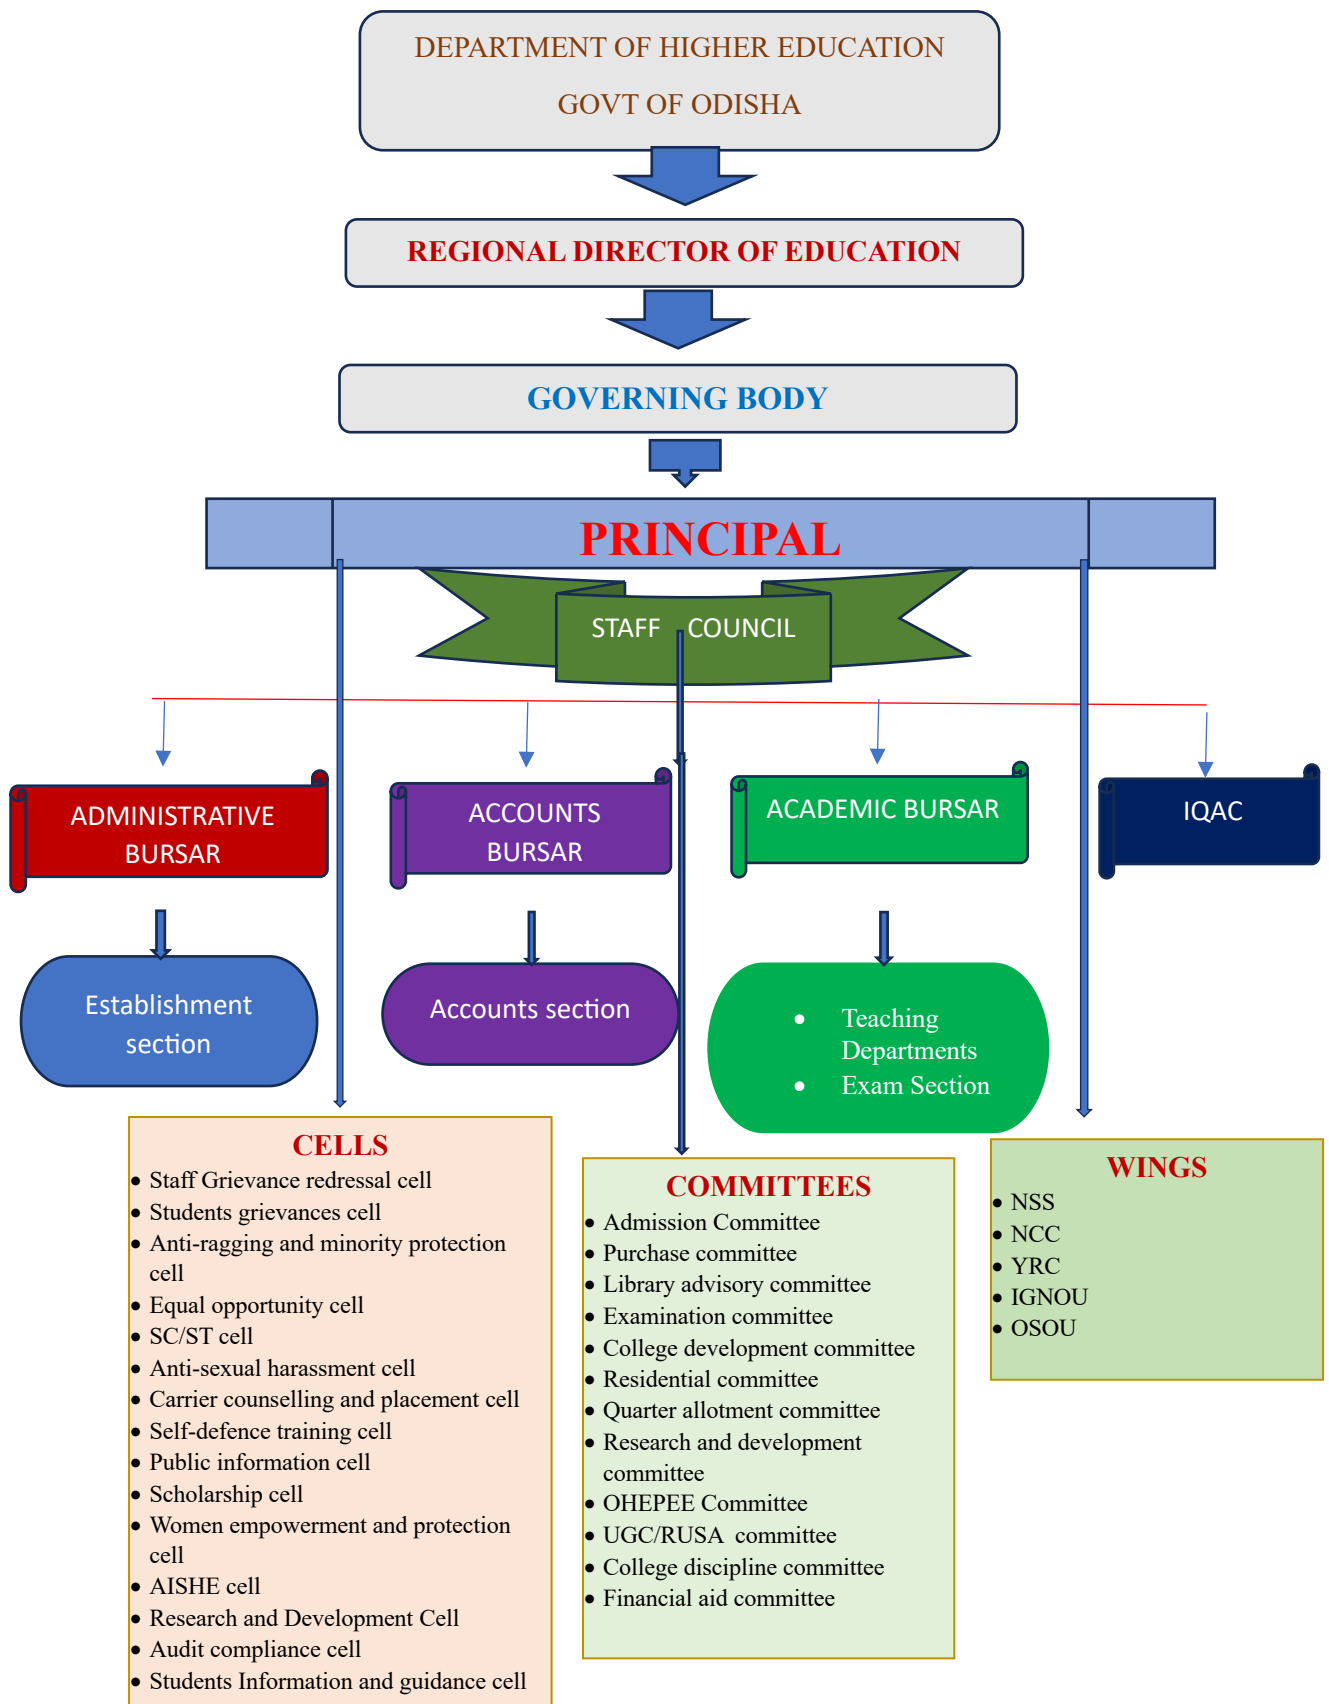 DEPARTMENT OF HIGHER EDUCATION
GOVT OF ODISHA
REGIONAL DIRECTOR OF EDUCATION
GOVERNING BODY
PRINCIPAL
STAFF COUNCIL
ADMINISTRATIVE
BURSAR
ACCOUNTS
BURSAR
ACADEMIC BURSAR
IQAC
Establishment
section
Accounts section
• Teaching
Departments
• Exam Section
CELLS
• Staff Grievance redressal cell
• Students grievances cell
• Anti-ragging and minority protection
cell
• Equal opportunity cell
• SC/ST cell
• Anti-sexual harassment cell
• Carrier counselling and placement cell
• Self-defence training cell
• Public information cell
• Scholarship cell
• Women empowerment and protection
cell
• AISHE cell
• Research and Development Cell
• Audit compliance cell
• Students Information and guidance cell
COMMITTEES
• Admission Committee
• Purchase committee
• Library advisory committee
• Examination committee
• College development committee
• Residential committee
• Quarter allotment committee
• Research and development
committee
• OHEPEE Committee
• UGC/RUSA committee
• College discipline committee
• Financial aid committee
WINGS
• NSS
• NCC
• YRC
• IGNOU
• OSOU